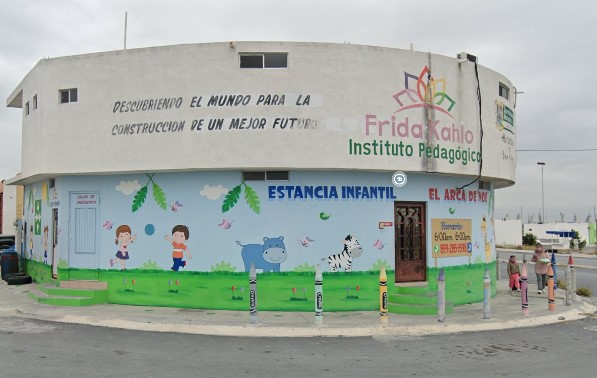 DESCUBRIENDO EL MUNDO PARA LA
CONSTRUCCION DE UN MEJOR FUTURO
Frida Kahlo
Instituto Pedagógico
ESTANCIA INFANTIL
EL ARCA DE NOE
Horario
6:00am. 6:00pm.